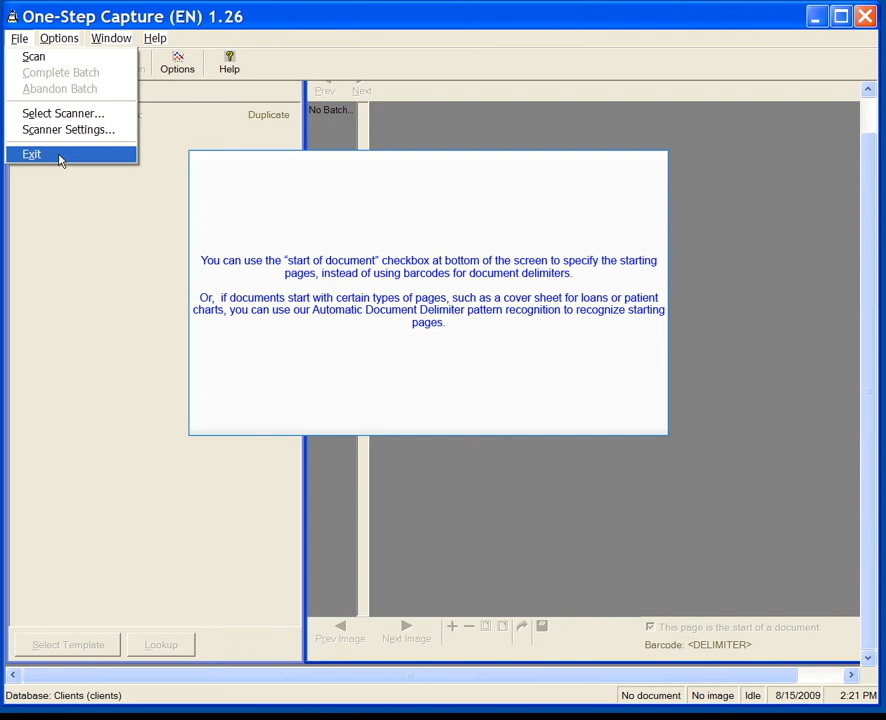 One-Step Capture (EN) 1.26
File Options Window Help
Scan
Complete Batch
Abandon Batch
Select Scanner...
Scanner Settings...
Exit
Options
Help
Prev Next
Duplicate
No Batch...
You can use the “start of document” checkbox at bottom of the screen to specify the starting
pages, instead of using barcodes for document delimiters.
Or, if documents start with certain types of pages, such as a cover sheet for loans or patient
charts, you can use our Automatic Document Delimiter pattern recognition to recognize starting
pages.
Prev Image Next Image
This page is the start of a document.
Barcode: <DELIMITER>
Select Template Lookup
Database: Clients (clients) No document No image Idle 8/15/2009 2:21 PM